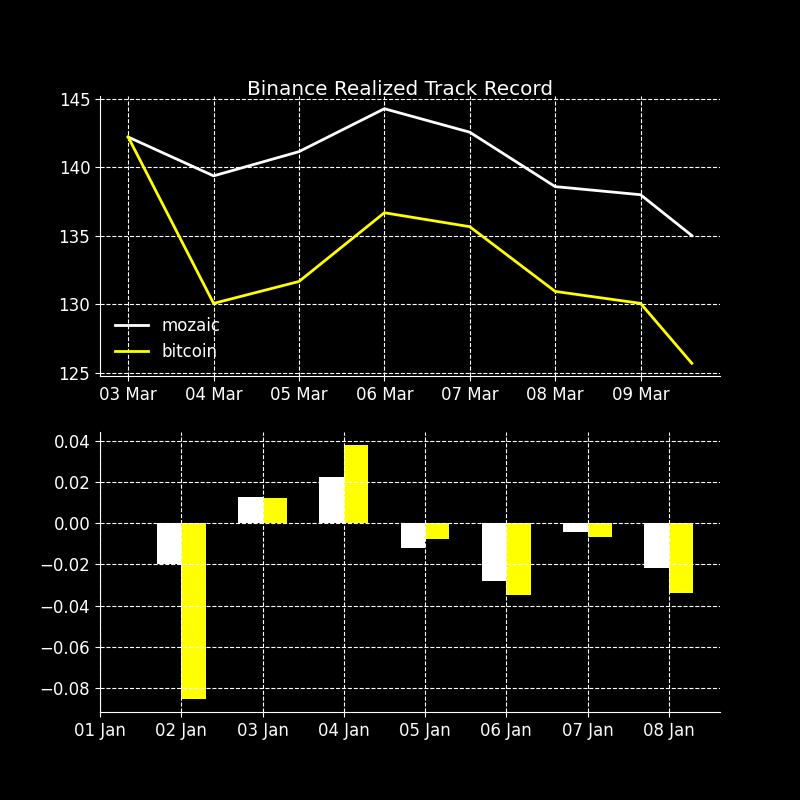 Binance Realized Track Record
145
140
135
130
125
mozaic
bitcoin
03 Mar 04 Mar 05 Mar 06 Mar 07 Mar 08 Mar 09 Mar
0.04
0.02
0.00
−0.02
−0.04
−0.06
−0.08
01 Jan 02 Jan 03 Jan 04 Jan 05 Jan 06 Jan 07 Jan 08 Jan